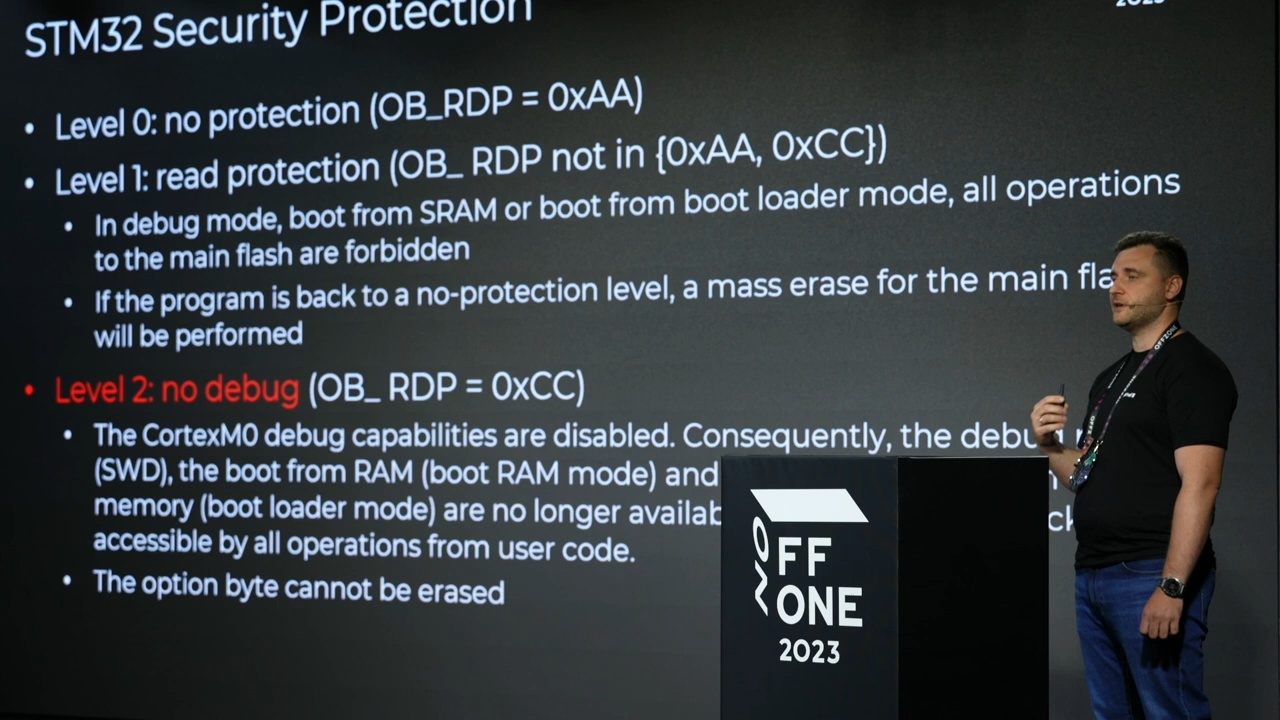 2023
STM32 Security Protection
• Level 0: no protection (OB_RDP = 0xAA)
• Level 1: read protection (OB_ RDP not in {0xAA, 0xCC})
• In debug mode, boot from SRAM or boot from boot loader mode, all operations
to the main flash are forbidden
• If the program is back to a no-protection level, a mass erase for the main
will be performed
• Level 2: no debug (OB_ RDP = 0xCC)
• The CortexM0 debug capabilities are disabled. Consequently, the debug
(SWD), the boot from RAM (boot RAM mode) and
memory (boot loader mode) are no longer
accessible by all operations from user code.
• The option byte cannot be erased
OFF
ZONE
2023
OFFZONE